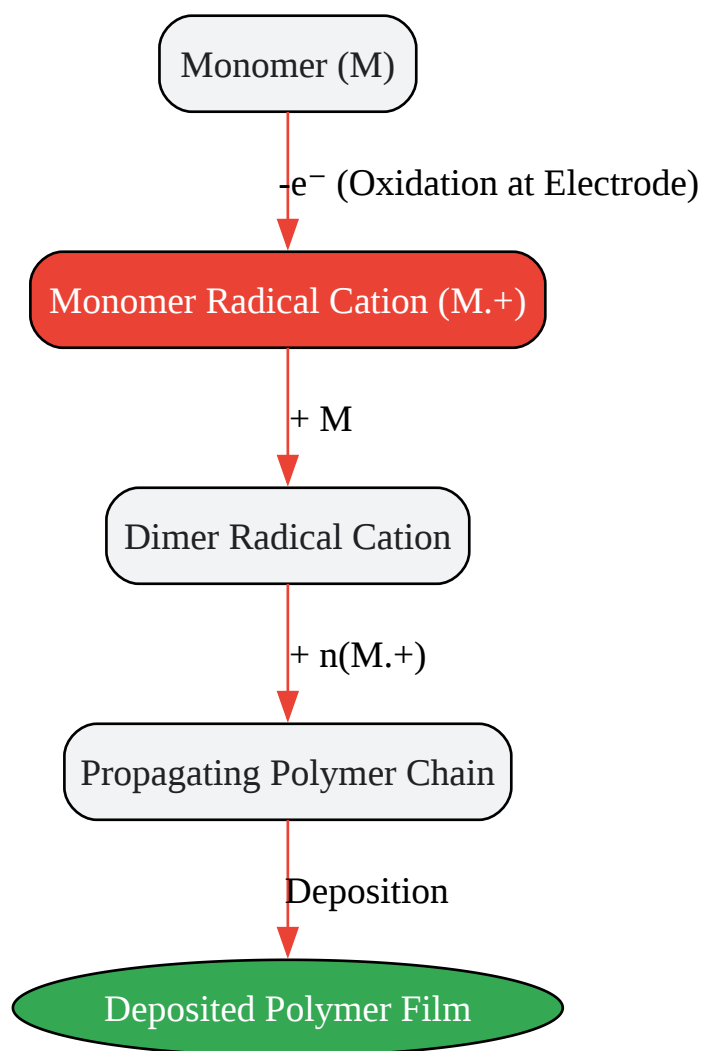 Monomer (M)
-e⁻ (Oxidation at Electrode)
Monomer Radical Cation (M.+)
+ M
Dimer Radical Cation
+ n(M.+)
Propagating Polymer Chain
Deposition
Deposited Polymer Film